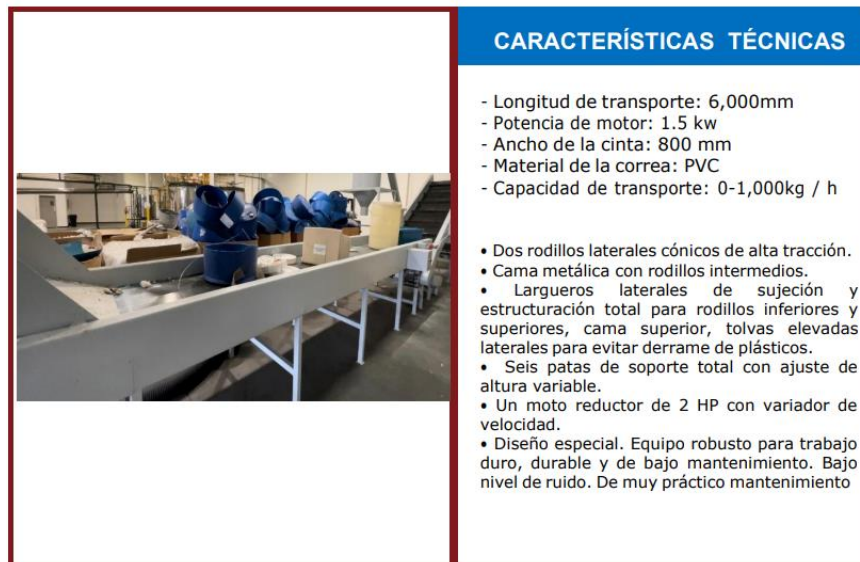 CARACTERÍSTICAS TÉCNICAS
- Longitud de transporte: 6,000mm
- Potencia de motor: 1.5 kw
- Ancho de la cinta: 800 mm
- Material de la correa: PVC
- Capacidad de transporte: 0-1,000kg / h
• Dos rodillos laterales cónicos de alta tracción.
• Cama metálica con rodillos intermedios.
• Largueros laterales de sujeción y
estructuración total para rodillos inferiores y
superiores, cama superior, tolvas elevadas
laterales para evitar derrame de plásticos.
• Seis patas de soporte total con ajuste de
altura variable.
• Un moto reductor de 2 HP con variador de
velocidad.
• Diseño especial. Equipo robusto para trabajo
duro, durable y de bajo mantenimiento. Bajo
nivel de ruido. De muy práctico mantenimiento